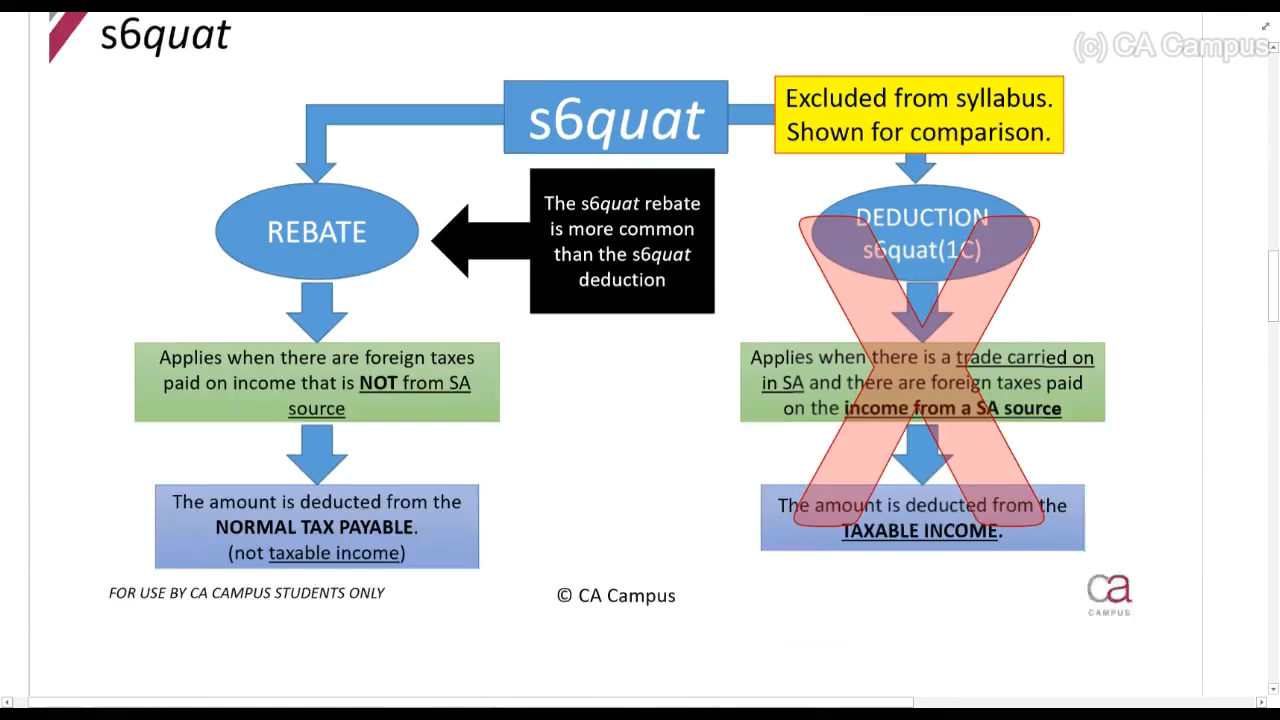 s6quat
(c) CA Campus
s6quat
Excluded from syllabus.
Shown for comparison.
REBATE
The s6quat rebate
is more common
than the s6quat
deduction
DEDUCTION
s6quat(1C)
Applies when there are foreign taxes
paid on income that is NOT from SA
source
Applies when there is a trade carried on
in SA and there are foreign taxes paid
on the income from a SA source
The amount is deducted from the
NORMAL TAX PAYABLE.
(not taxable income)
The amount is deducted from the
TAXABLE INCOME.
FOR USE BY CA CAMPUS STUDENTS ONLY
© CA Campus
ca
CAMPUS